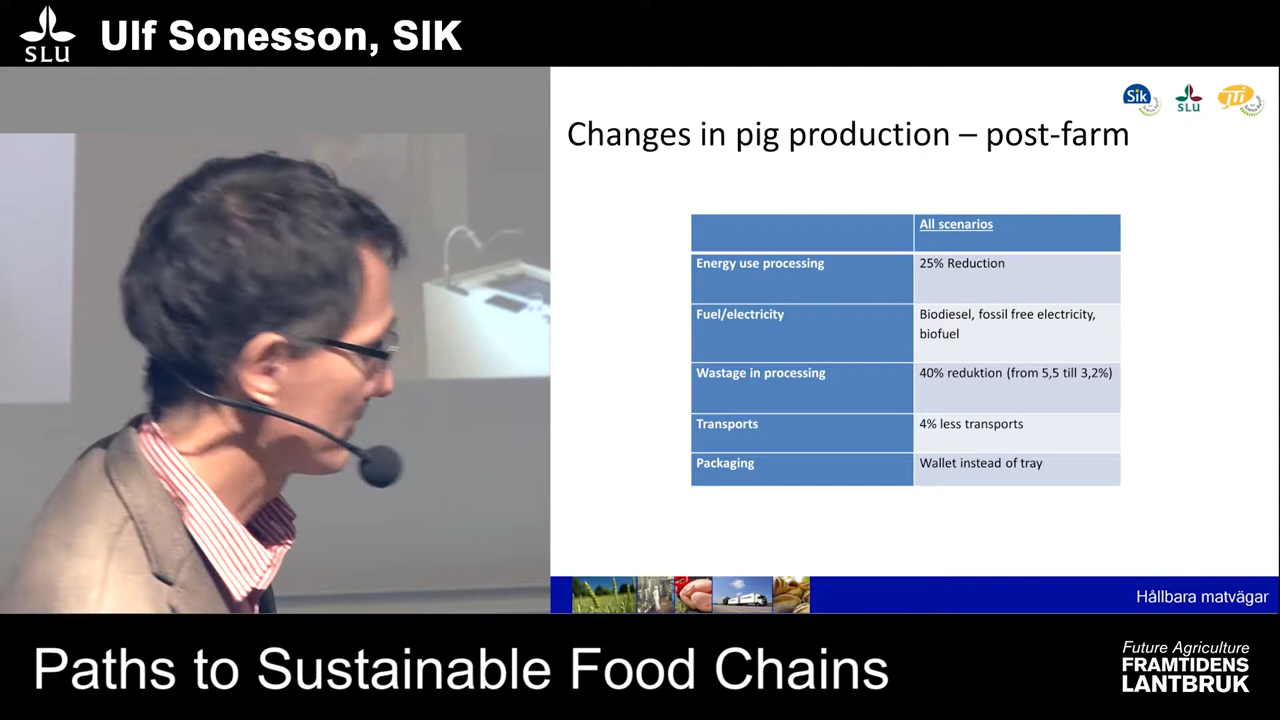 SLU
Ulf Sonesson, SIK
Sik
SLU
jti
Changes in pig production – post-farm
All scenarios
Energy use processing
25% Reduction
Fuel/electricity
Biodiesel, fossil free electricity,
biofuel
Wastage in processing
40% reduktion (from 5,5 till 3,2%)
Transports
4% less transports
Packaging
Wallet instead of tray
Hållbara matvägar
Paths to Sustainable Food Chains
Future Agriculture
FRAMTIDENS
LANTBRUK